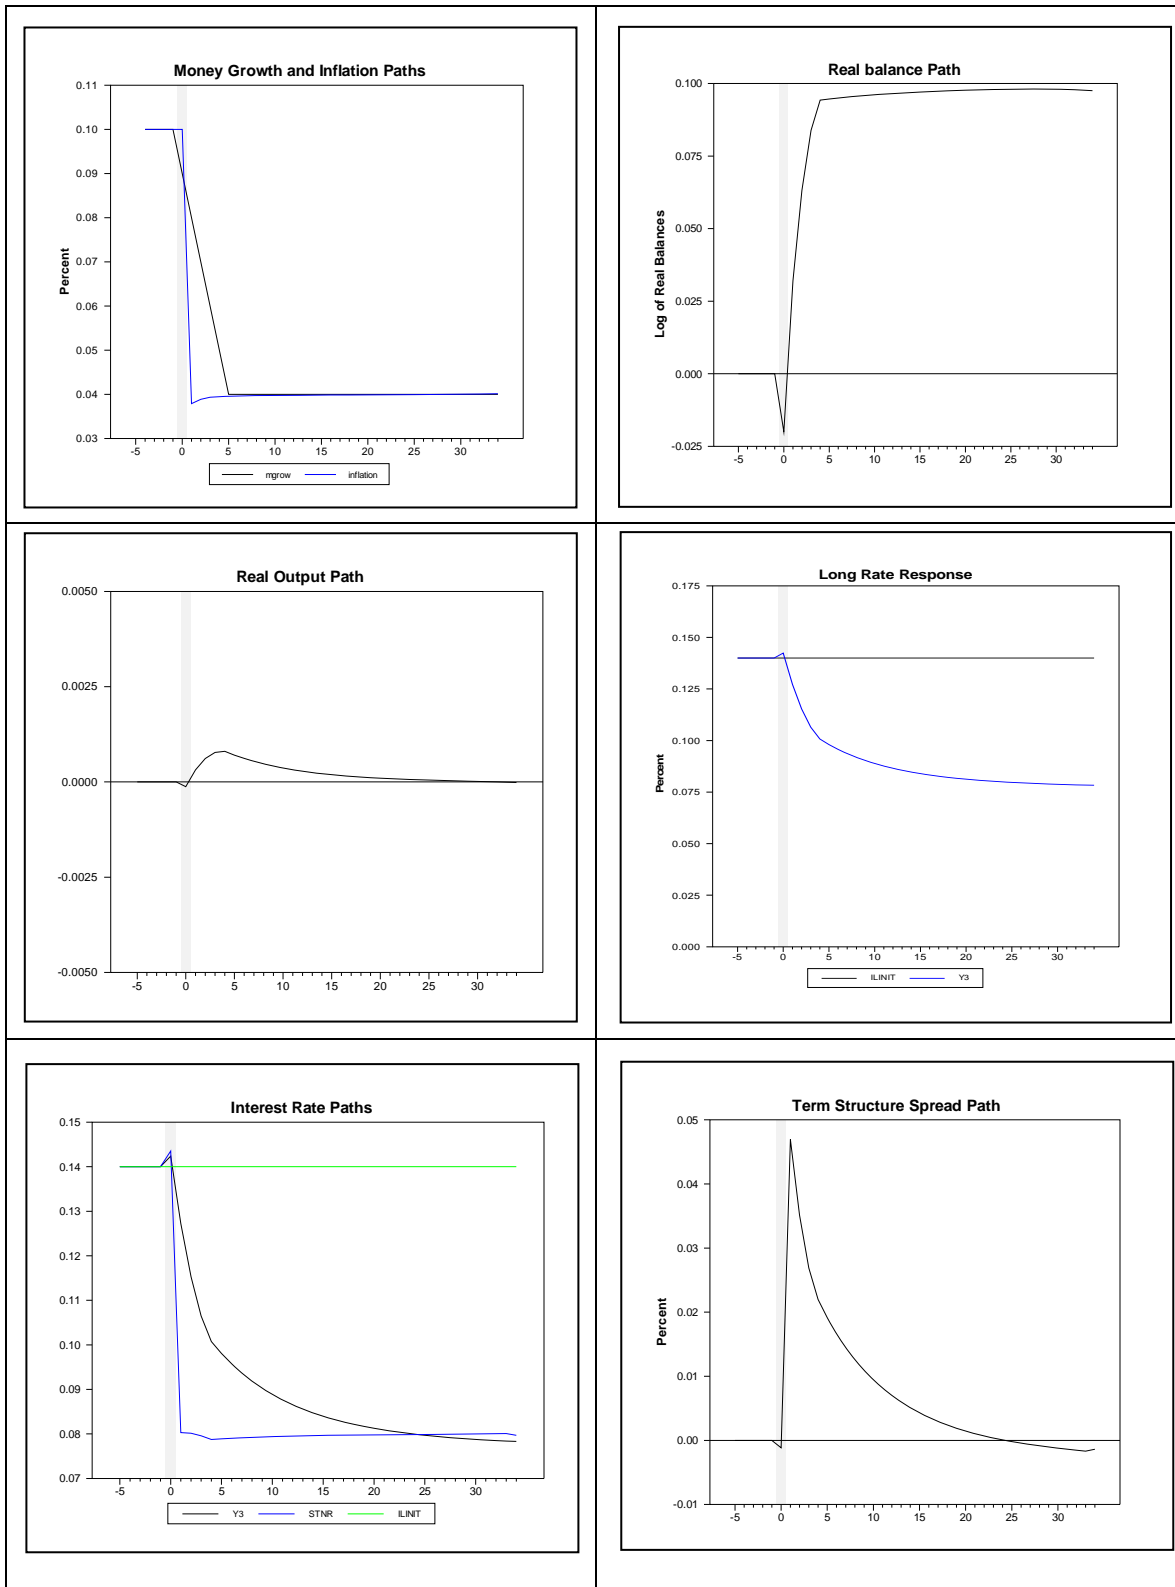 Money Growth and Inflation Paths
0.11
0.10
0.09
0.08
0.07
0.06
0.05
0.04
0.03
Percent
-5 0 5 10 15 20 25 30
mgrow inflation
Real balance Path
0.100
0.075
0.050
0.025
0.000
-0.025
Log of Real Balances
-5 0 5 10 15 20 25 30
Real Output Path
0.0050
0.0025
0.0000
-0.0025
-0.0050
-5 0 5 10 15 20 25 30
Long Rate Response
0.175
0.150
0.125
0.100
0.075
0.050
0.025
0.000
Percent
-5 0 5 10 15 20 25 30
ILINIT Y3
Interest Rate Paths
0.15
0.14
0.13
0.12
0.11
0.10
0.09
0.08
0.07
-5 0 5 10 15 20 25 30
Y3 STNR ILINIT
Term Structure Spread Path
0.05
0.04
0.03
0.02
0.01
0.00
-0.01
Percent
-5 0 5 10 15 20 25 30